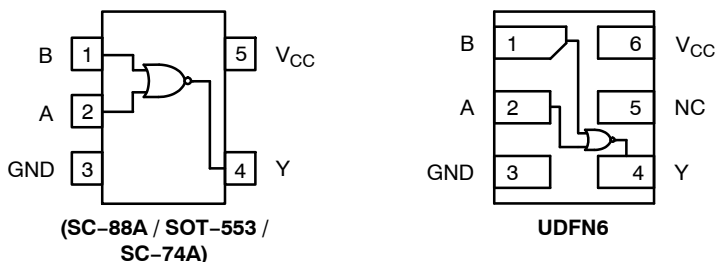 B 1 5 VCC
A 2
GND 3 4 Y
(SC−88A / SOT−553 /
SC−74A)
B 1 6 VCC
A 2 5 NC
GND 3 4 Y
UDFN6